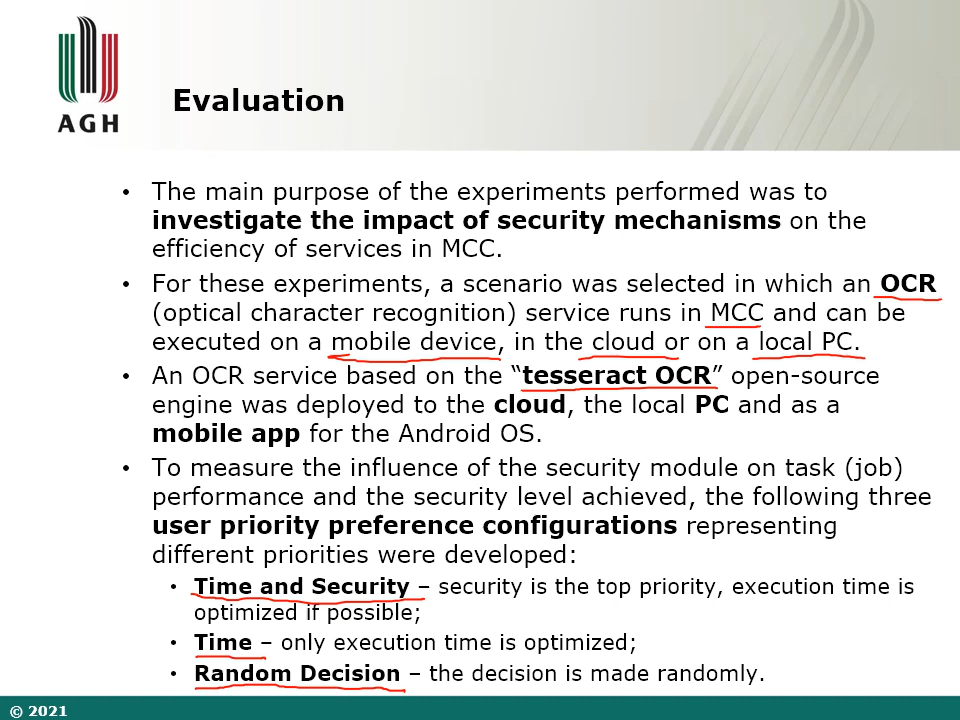 AGH
Evaluation
• The main purpose of the experiments performed was to
investigate the impact of security mechanisms on the
efficiency of services in MCC.
• For these experiments, a scenario was selected in which an OCR
(optical character recognition) service runs in MCC and can be
executed on a mobile device, in the cloud or on a local PC.
• An OCR service based on the “tesseract OCR” open-source
engine was deployed to the cloud, the local PC and as a
mobile app for the Android OS.
• To measure the influence of the security module on task (job)
performance and the security level achieved, the following three
user priority preference configurations representing
different priorities were developed:
• Time and Security – security is the top priority, execution time is
optimized if possible;
• Time – only execution time is optimized;
• Random Decision – the decision is made randomly.
© 2021